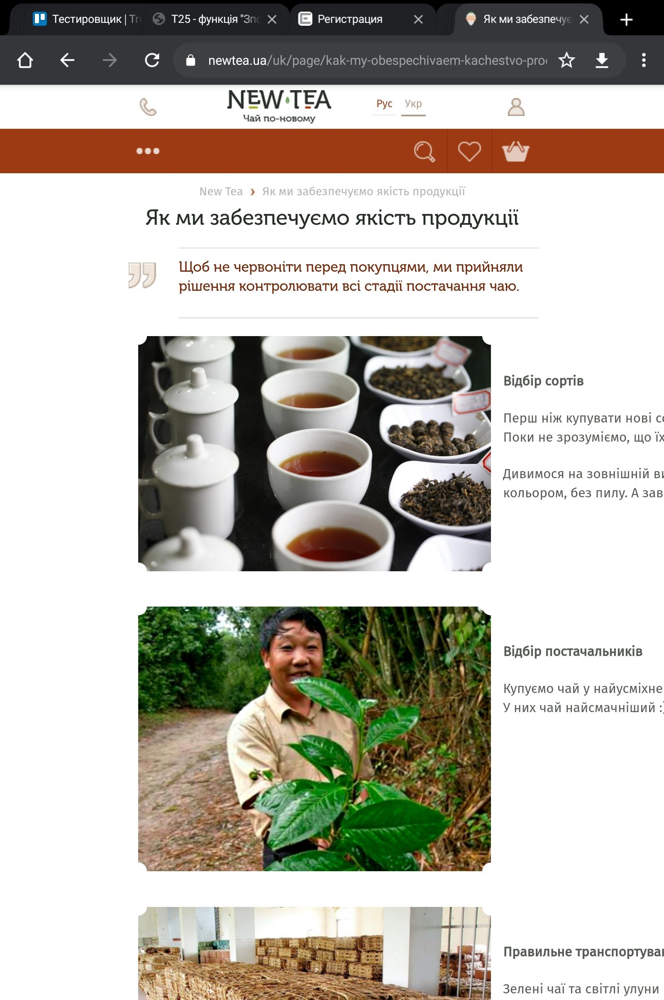 Тестировщик | Tr
T25 - функція "Зпо
Регистрация
Як ми забезпечує
newtea.ua/uk/page/kak-my-obespechivaem-kachestvo-pro
NEW TEA
Чай по-новому
Рус Укр
New Tea › Як ми забезпечуємо якість продукції
Як ми забезпечуємо якість продукції
Щоб не червоніти перед покупцями, ми прийняли
рішення контролювати всі стадії постачання чаю.
Відбір сортів
Перш ніж купувати нові с
Поки не зрозуміємо, що їх
Дивимося на зовнішній ви
кольором, без пилу. А зав
Відбір постачальників
Купуємо чай у найусміхне
У них чай найсмачніший :)
Правильне транспортуван
Зелені чаї та світлі улуни